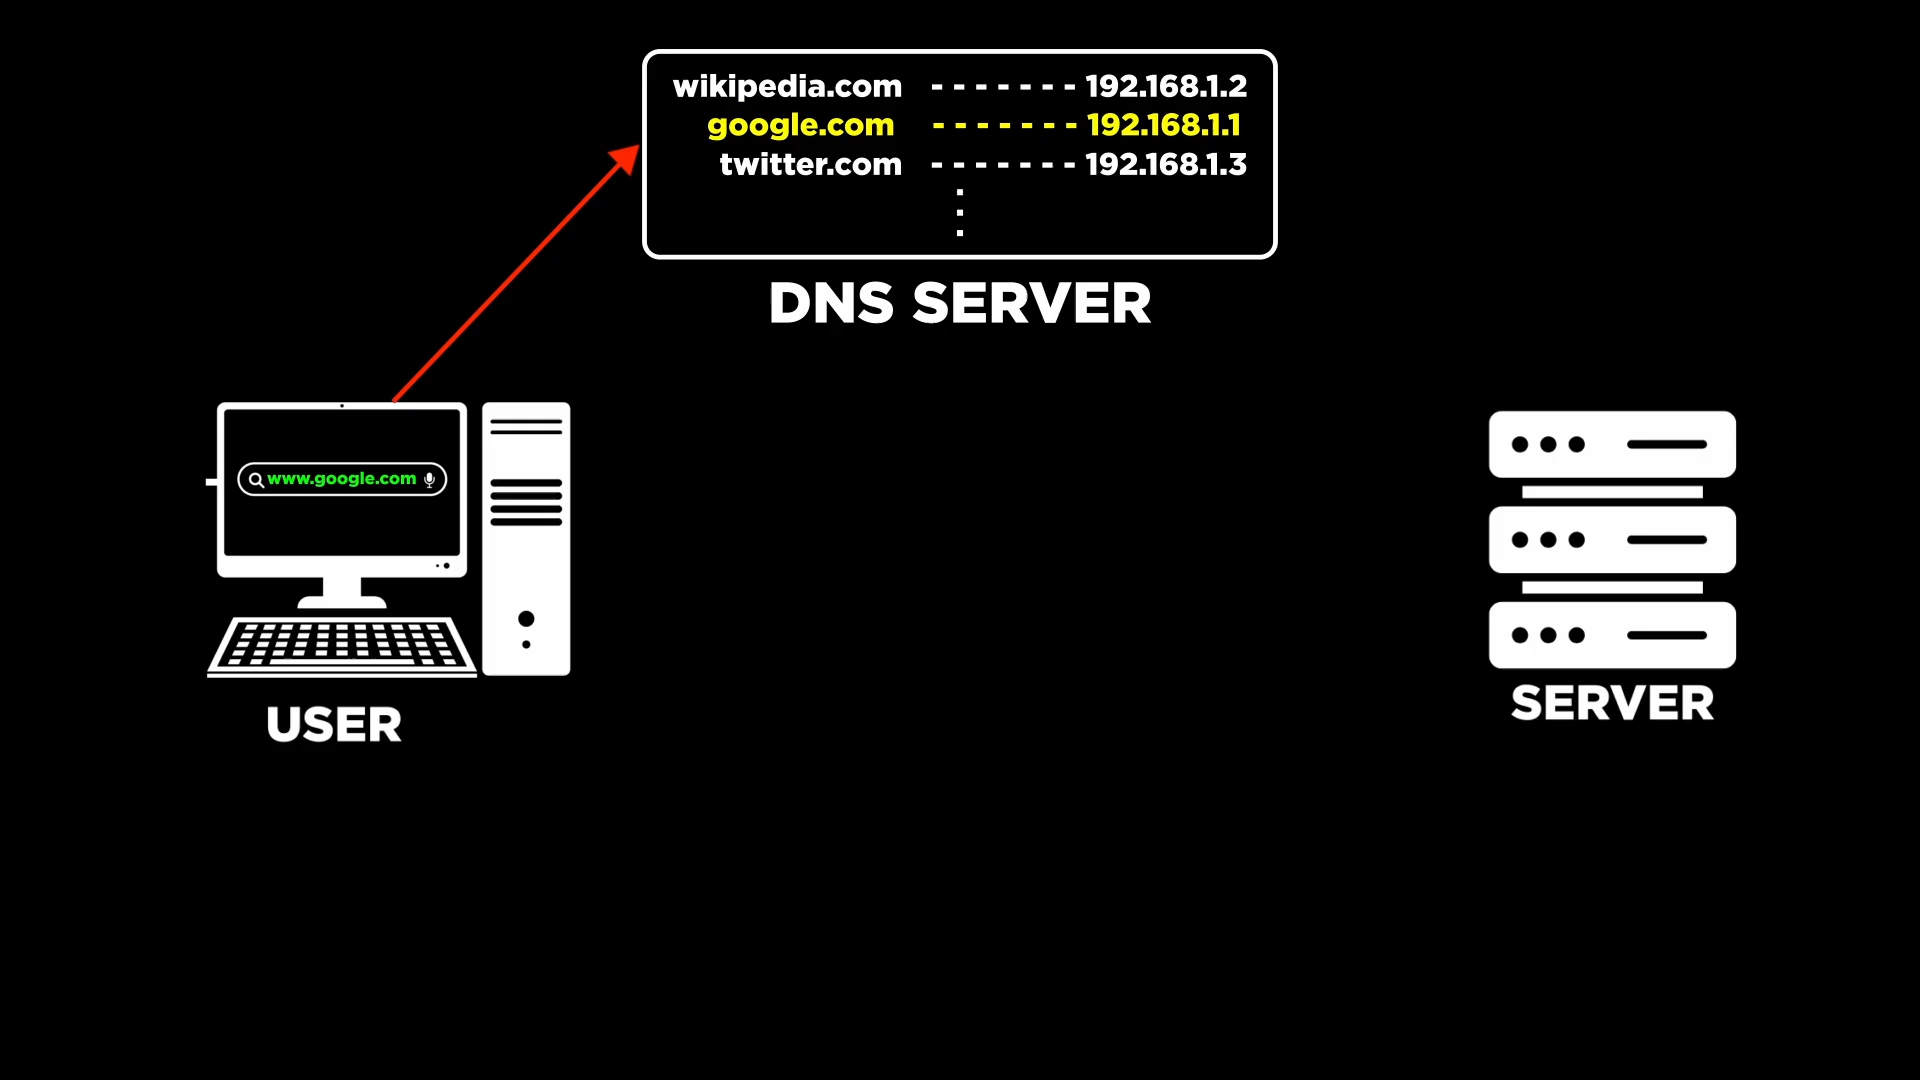 wikipedia.com - - - - - - - 192.168.1.2
google.com - - - - - - - 192.168.1.1
twitter.com - - - - - - - 192.168.1.3
DNS SERVER
www.google.com
USER
SERVER